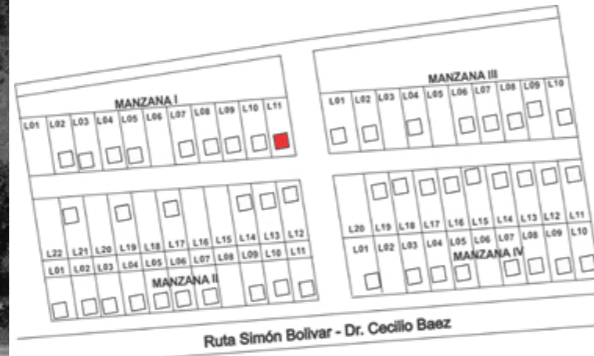 MANZANA I
L01 L02 L03 L04 L05 L06 L07 L08 L09 L10 L11
MANZANA III
L01 L02 L03 L04 L05 L06 L07 L08 L09 L10
L22 L21 L20 L19 L18 L17 L16 L15 L14 L13 L12
L01 L02 L03 L04 L05 L06 L07 L08 L09 L10 L11
MANZANA II
L20 L19 L18 L17 L16 L15 L14 L13 L12 L11
L01 L02 L03 L04 L05 L06 L07 L08 L09 L10
MANZANA IV
Ruta Simón Bolivar - Dr. Cecilio Baez